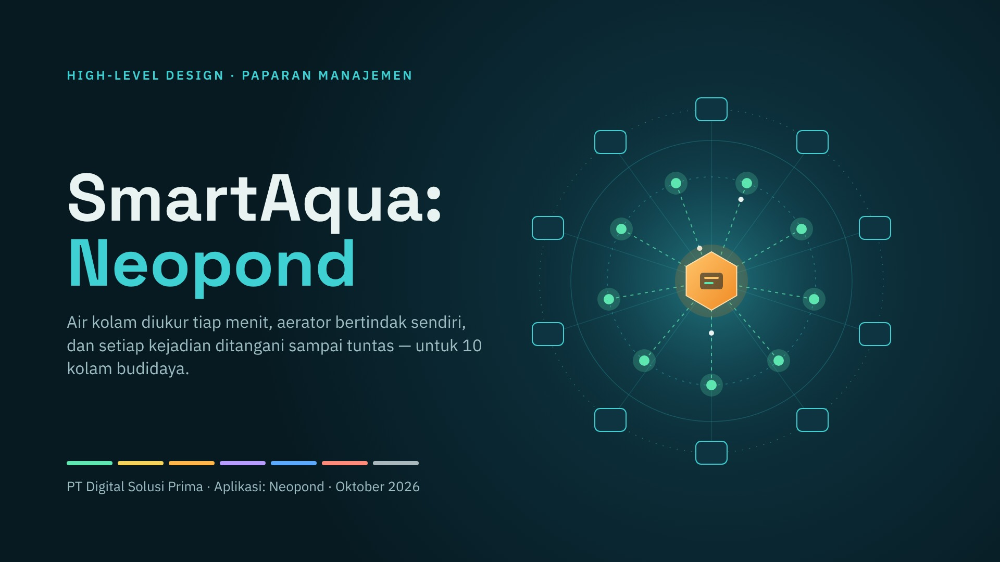 HIGH-LEVEL DESIGN · PAPARAN MANAJEMEN
SmartAqua:
Neopond
Air kolam diukur tiap menit, aerator bertindak sendiri,
dan setiap kejadian ditangani sampai tuntas — untuk 10
kolam budidaya.
PT Digital Solusi Prima · Aplikasi: Neopond · Oktober 2026